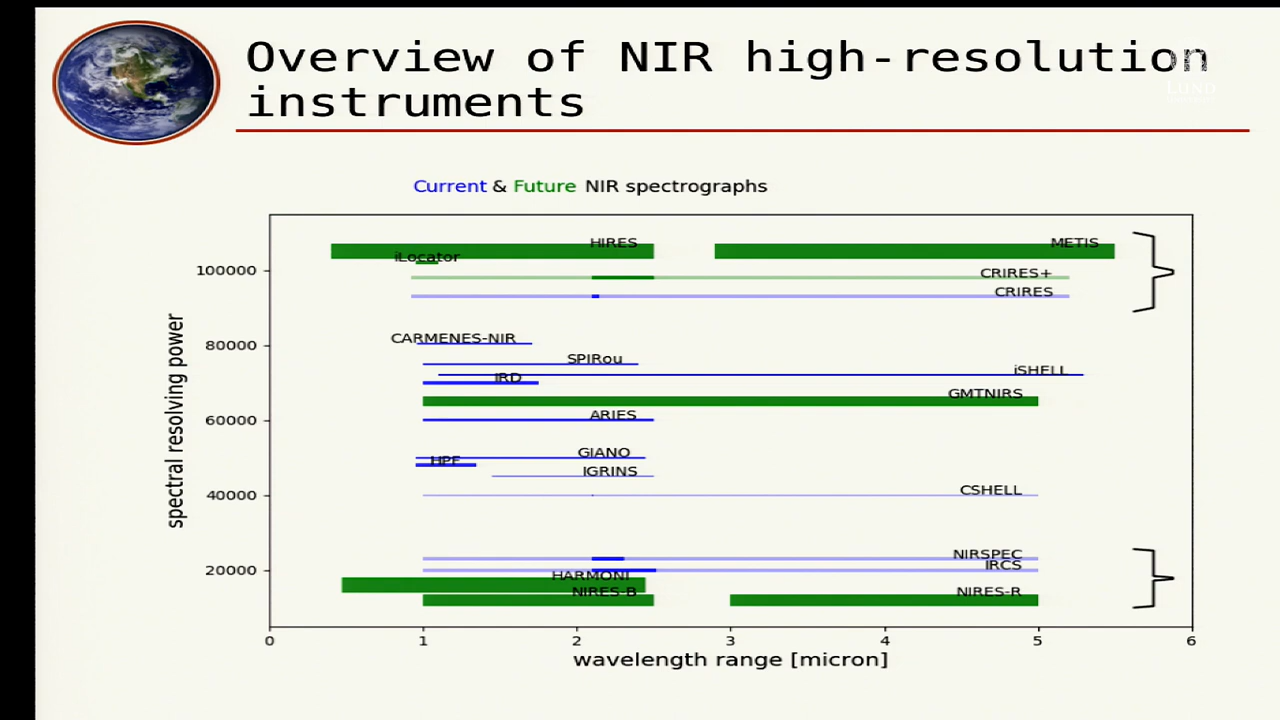 Overview of NIR high-resolution
instruments
LUND
Current & Future NIR spectrographs
HIRES
METIS
iLocator
100000
CRIRES+
CRIRES
CARMENES-NIR
80000
SPIRou
iSHELL
IRD
GMTNIRS
60000
ARIES
GIANO
HPF
IGRINS
40000
CSHELL
NIRSPEC
IRCS
20000
HARMONI
NIRES-B
NIRES-R
spectral resolving power
0 1 2 3 4 5 6
wavelength range [micron]